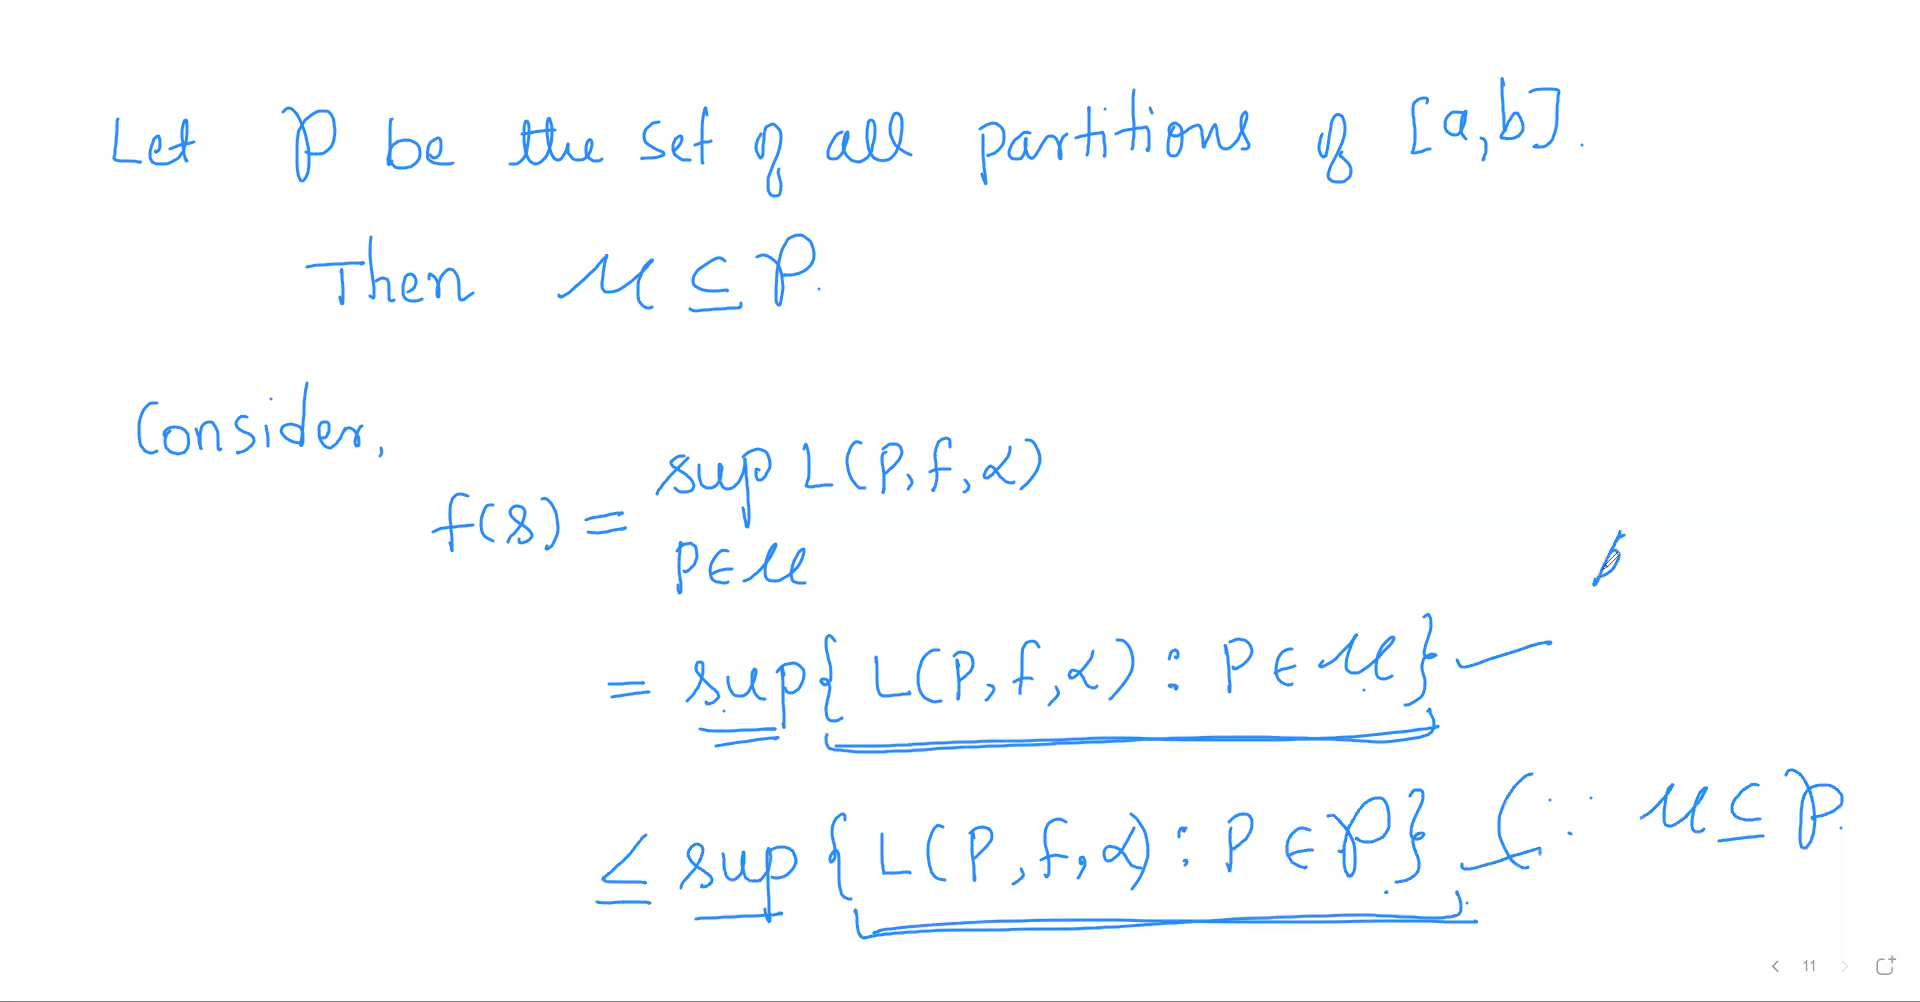 Let 𝒫 be the set of all partitions of [a,b].
Then 𝓜 ⊆ 𝒫.
Consider,
f(s) = sup L(P,f,α)
P∈𝓜
= sup{ L(P,f,α) : P ∈ 𝓜 }
≤ sup { L(P,f,α) : P ∈ 𝒫 } (∵ 𝓜 ⊆ 𝒫.
11